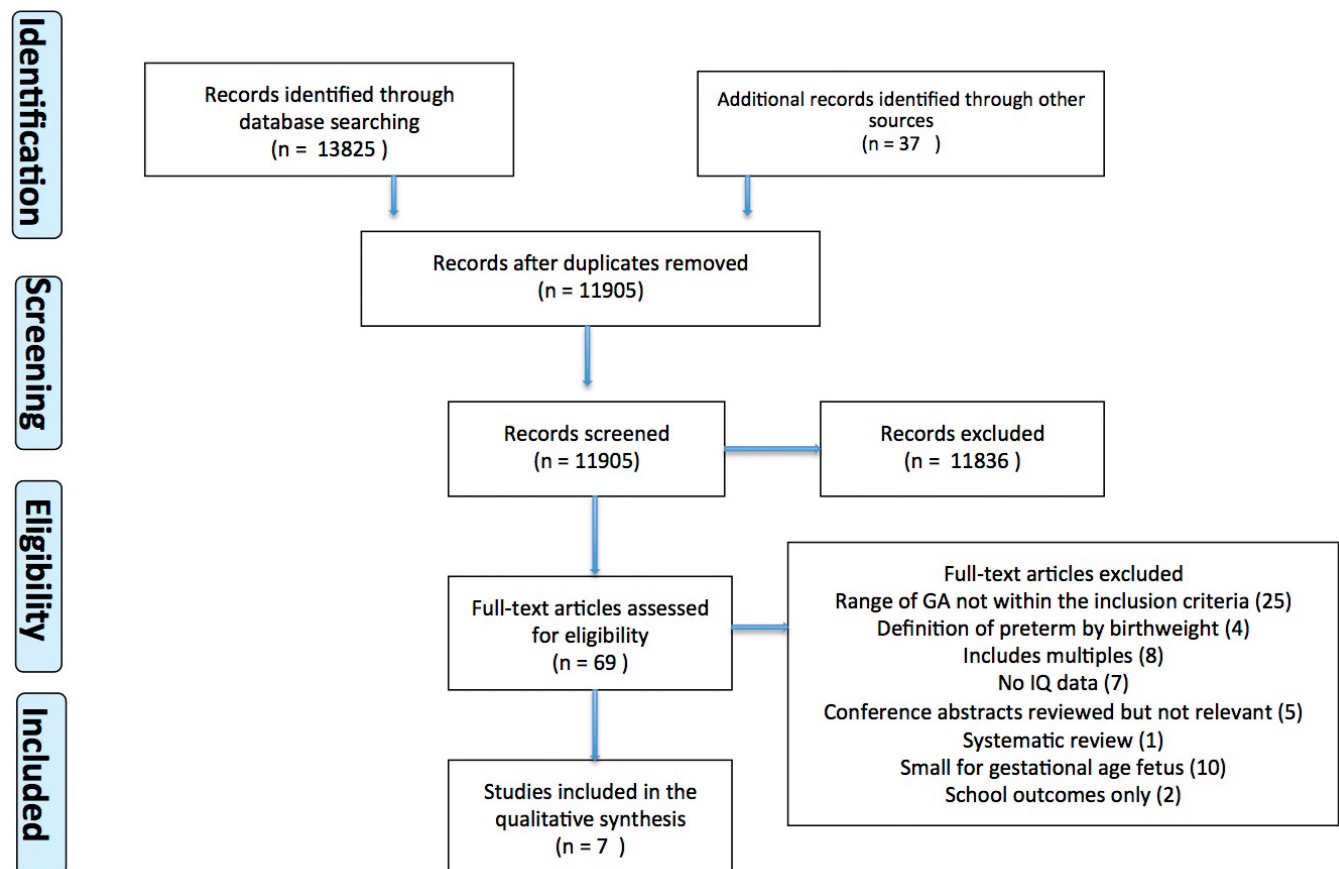 Identification
Records identified through
database searching
(n = 13825 )
Additional records identified through other
sources
(n = 37 )
Records after duplicates removed
(n = 11905)
Screening
Records screened
(n = 11905)
Records excluded
(n = 11836 )
Eligibility
Full-text articles assessed
for eligibility
(n = 69 )
Full-text articles excluded
Range of GA not within the inclusion criteria (25)
Definition of preterm by birthweight (4)
Includes multiples (8)
No IQ data (7)
Conference abstracts reviewed but not relevant (5)
Systematic review (1)
Small for gestational age fetus (10)
School outcomes only (2)
Included
Studies included in the
qualitative synthesis
(n = 7 )